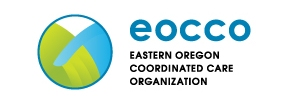 eocco
EASTERN OREGON
COORDINATED CARE
ORGANIZATION